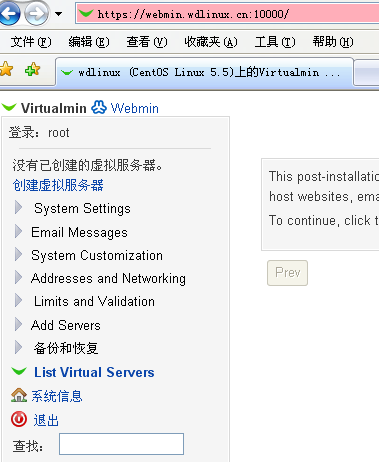 https://webmin.wdlinux.cn:10000/
文件(F) 编辑(E) 查看(V) 收藏夹(A) 工具(T) 帮助(H)
wdlinux (CentOS Linux 5.5)上的Virtualmin ...
Virtualmin Webmin
登录：root
没有已创建的虚拟服务器。
创建虚拟服务器
System Settings
Email Messages
System Customization
Addresses and Networking
Limits and Validation
Add Servers
备份和恢复
List Virtual Servers
系统信息
退出
查找：
This post-installatio
host websites, ema
To continue, click t
Prev